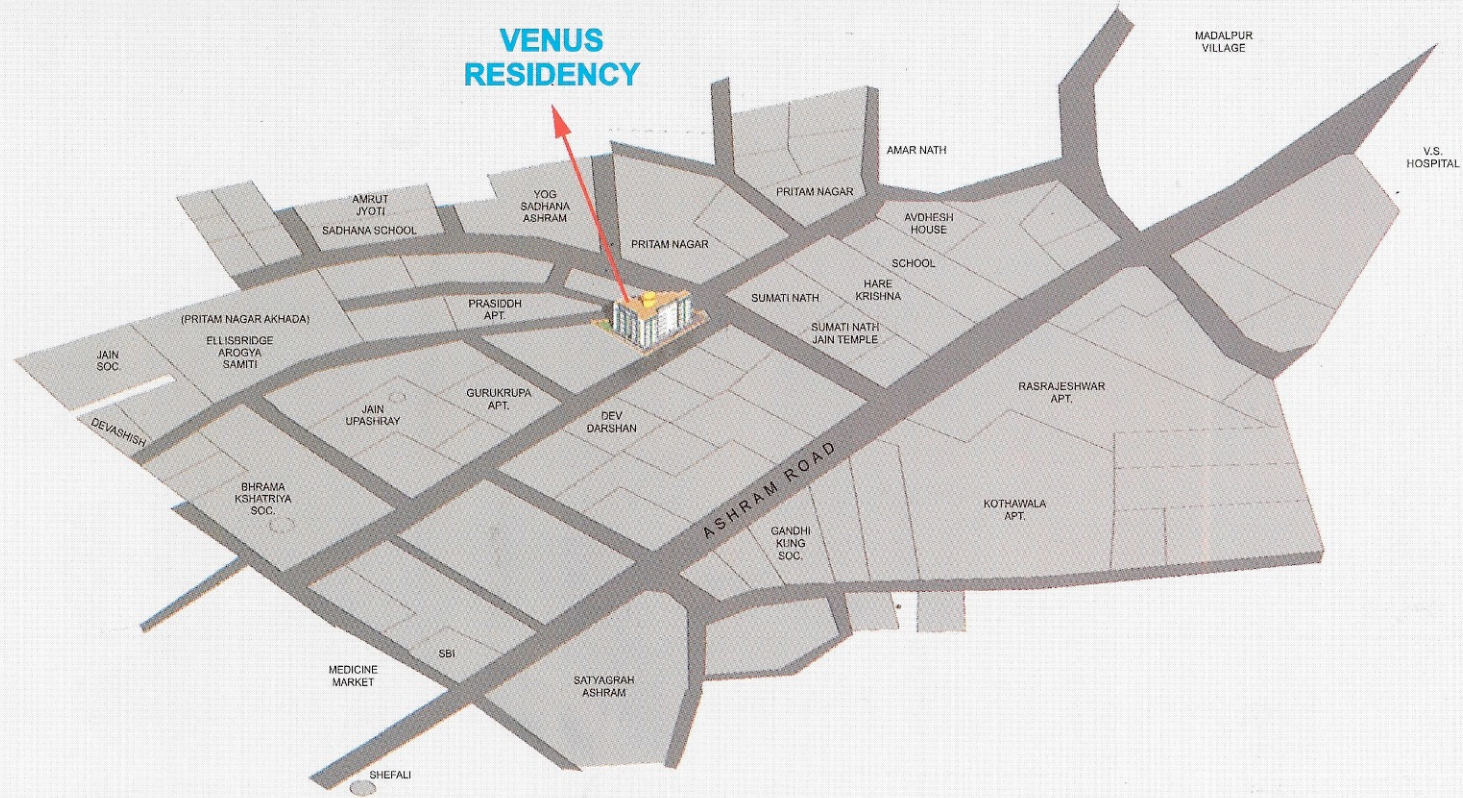 VENUS
RESIDENCY
MADALPUR
VILLAGE
V.S.
HOSPITAL
AMAR NATH
PRITAM NAGAR
AMRUT
JYOTI
SADHANA SCHOOL
YOG
SADHANA
ASHRAM
PRITAM NAGAR
AVDHESH
HOUSE
SCHOOL
HARE
KRISHNA
SUMATI NATH
SUMATI NATH
JAIN TEMPLE
PRASIDDH
APT.
(PRITAM NAGAR AKHADA)
ELLISBRIDGE
AROGYA
SAMITI
JAIN
SOC.
DEVASHISH
JAIN
UPASHRAY
GURUKRUPA
APT.
DEV
DARSHAN
RASRAJESHWAR
APT.
ASHRAM ROAD
BHRAMA
KSHATRIYA
SOC.
GANDHI
KUNG
SOC.
KOTHAWALA
APT.
SBI
MEDICINE
MARKET
SATYAGRAH
ASHRAM
SHEFALI